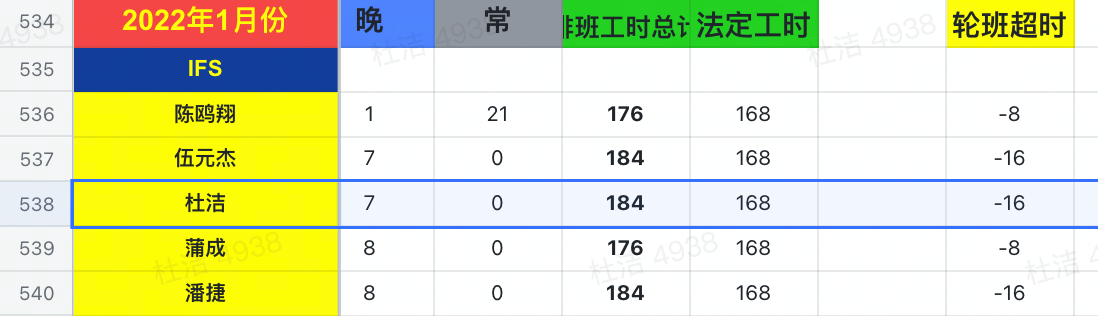 534 2022年1月份 晚 常 排班工时总计 法定工时 轮班超时
535 IFS
536 陈鸥翔 1 21 176 168 -8
537 伍元杰 7 0 184 168 -16
538 杜洁 7 0 184 168 -16
539 蒲成 8 0 176 168 -8
540 潘捷 8 0 184 168 -16
杜洁 4938
杜洁 4938
杜洁 4938
杜洁 4938
杜洁 4
4938